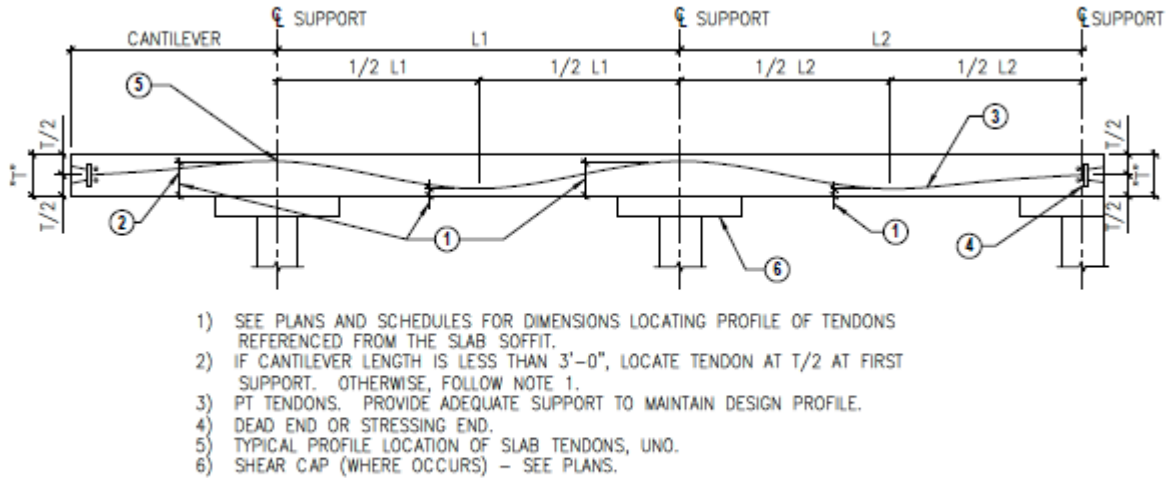 ℄ SUPPORT
℄ SUPPORT
℄ SUPPORT
CANTILEVER
L1
L2
1/2 L1
1/2 L1
1/2 L2
1/2 L2
5
3
T/2
T/2
"T"
"T"
T/2
T/2
2
1
1
4
6
1) SEE PLANS AND SCHEDULES FOR DIMENSIONS LOCATING PROFILE OF TENDONS
REFERENCED FROM THE SLAB SOFFIT.
2) IF CANTILEVER LENGTH IS LESS THAN 3'-0", LOCATE TENDON AT T/2 AT FIRST
SUPPORT. OTHERWISE, FOLLOW NOTE 1.
3) PT TENDONS. PROVIDE ADEQUATE SUPPORT TO MAINTAIN DESIGN PROFILE.
4) DEAD END OR STRESSING END.
5) TYPICAL PROFILE LOCATION OF SLAB TENDONS, UNO.
6) SHEAR CAP (WHERE OCCURS) – SEE PLANS.